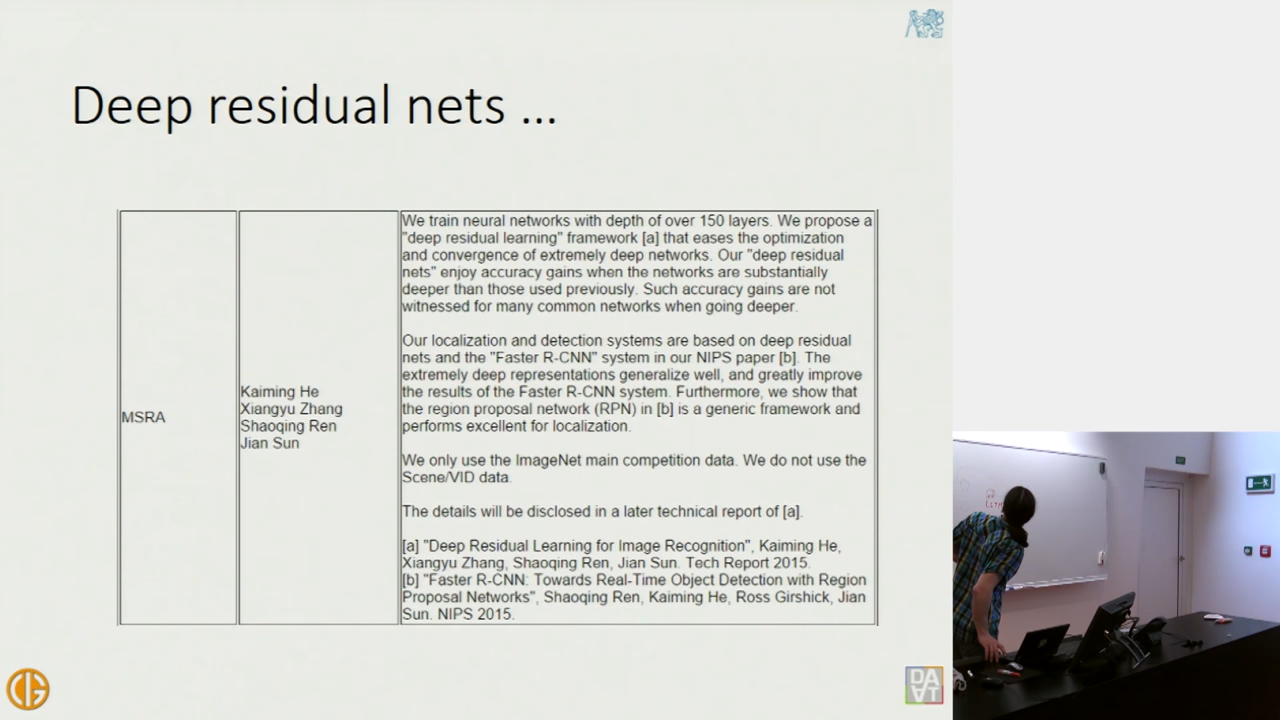 Deep residual nets ...
MSRA
Kaiming He
Xiangyu Zhang
Shaoqing Ren
Jian Sun
We train neural networks with depth of over 150 layers. We propose a
"deep residual learning" framework [a] that eases the optimization
and convergence of extremely deep networks. Our "deep residual
nets" enjoy accuracy gains when the networks are substantially
deeper than those used previously. Such accuracy gains are not
witnessed for many common networks when going deeper.
Our localization and detection systems are based on deep residual
nets and the "Faster R-CNN" system in our NIPS paper [b]. The
extremely deep representations generalize well, and greatly improve
the results of the Faster R-CNN system. Furthermore, we show that
the region proposal network (RPN) in [b] is a generic framework and
performs excellent for localization.
We only use the ImageNet main competition data. We do not use the
Scene/VID data.
The details will be disclosed in a later technical report of [a].
[a] "Deep Residual Learning for Image Recognition", Kaiming He,
Xiangyu Zhang, Shaoqing Ren, Jian Sun. Tech Report 2015.
[b] "Faster R-CNN: Towards Real-Time Object Detection with Region
Proposal Networks", Shaoqing Ren, Kaiming He, Ross Girshick, Jian
Sun. NIPS 2015.